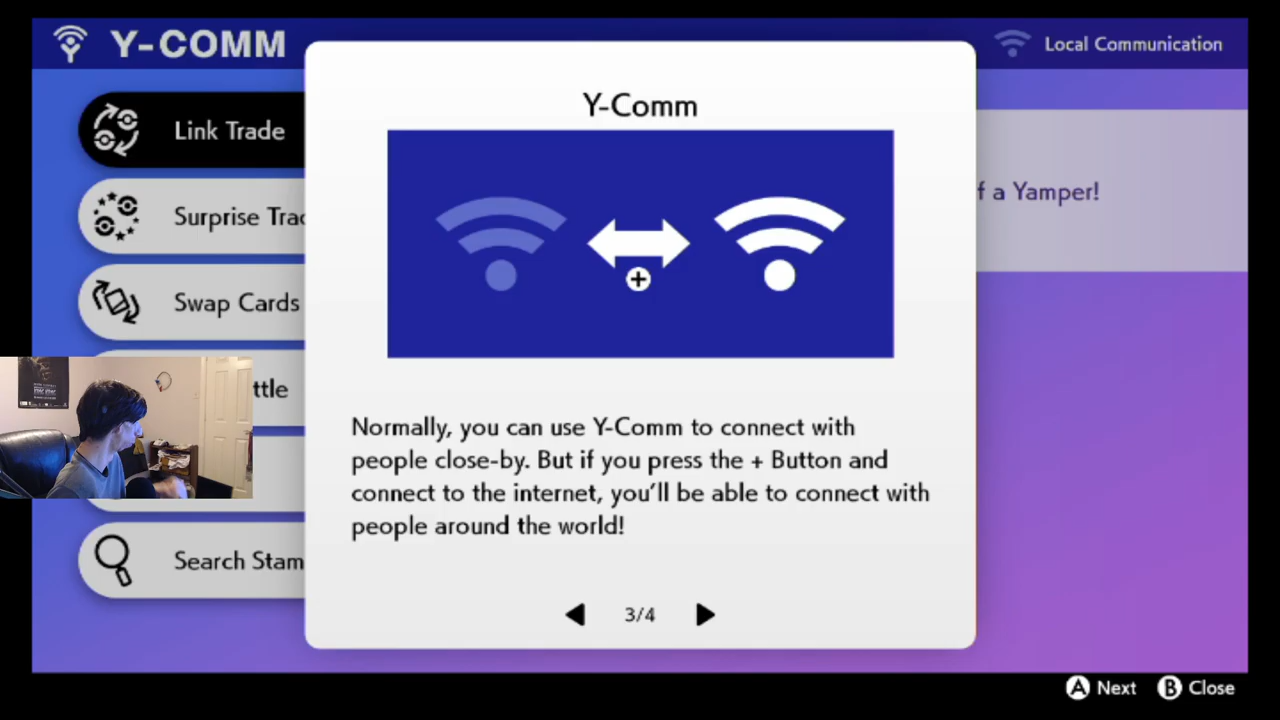 Y-COMM
Local Communication
Y-Comm
Link Trade
f a Yamper!
Surprise Trac
Swap Cards
ttle
Normally, you can use Y-Comm to connect with
people close-by. But if you press the + Button and
connect to the internet, you'll be able to connect with
people around the world!
Search Stam
3/4
A Next B Close